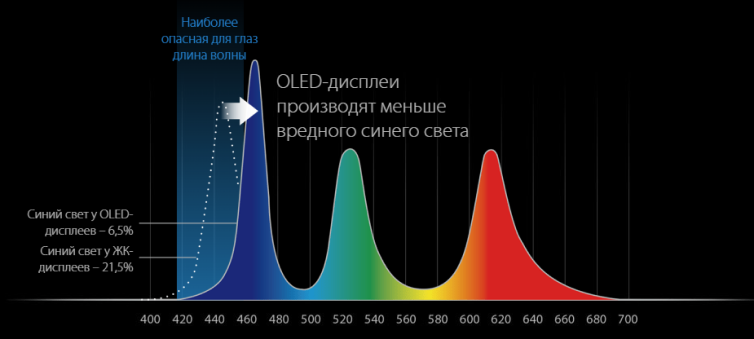 Наиболее
опасная для глаз
длина волны
OLED-дисплеи
производят меньше
вредного синего света
Синий свет у OLED-
дисплеев – 6,5%
Синий свет у ЖК-
дисплеев – 21,5%
400 420 440 460 480 500 520 540 560 580 600 620 640 660 680 700